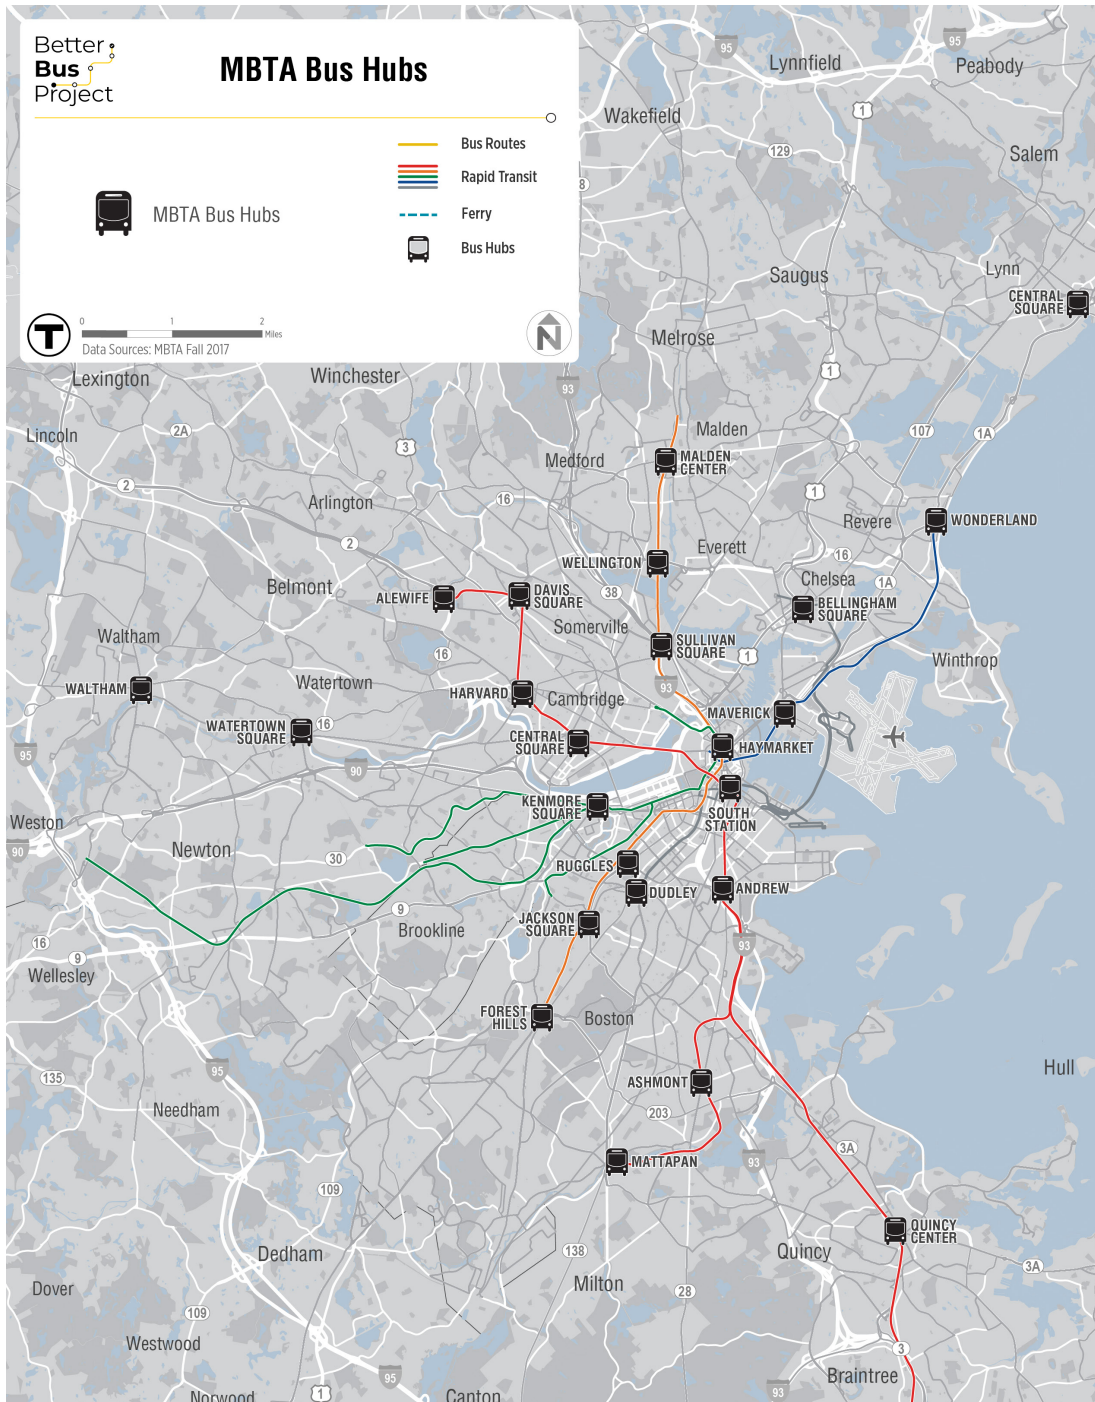 Better
Bus
Project
MBTA Bus Hubs
MBTA Bus Hubs
Bus Routes
Rapid Transit
Ferry
Bus Hubs
T
0 1 2
Miles
Data Sources: MBTA Fall 2017
N
95
95
Lynnfield
Peabody
Wakefield
1
129
Salem
8
Saugus
Lynn
CENTRAL
SQUARE
Melrose
Lexington
Winchester
93
1
Lincoln
2A
3
Malden
107
1A
Medford
MALDEN
CENTER
2
Arlington
16
1
Revere
WONDERLAND
2
WELLINGTON
Everett
16
Belmont
ALEWIFE
DAVIS
SQUARE
38
Chelsea
1A
BELLINGHAM
SQUARE
Somerville
Waltham
16
SULLIVAN
SQUARE
1
Winthrop
WALTHAM
Watertown
HARVARD
Cambridge
93
MAVERICK
WATERTOWN
SQUARE
16
CENTRAL
SQUARE
HAYMARKET
95
90
KENMORE
SQUARE
SOUTH
STATION
Weston
90
Newton
30
RUGGLES
DUDLEY
ANDREW
9
JACKSON
SQUARE
Brookline
16
9
93
Wellesley
FOREST
HILLS
Boston
95
135
Hull
ASHMONT
Needham
203
3A
93
MATTAPAN
109
QUINCY
CENTER
138
Quincy
Dedham
3A
Milton
28
Dover
109
Westwood
3
95
Braintree
1
93
Norwood
Canton